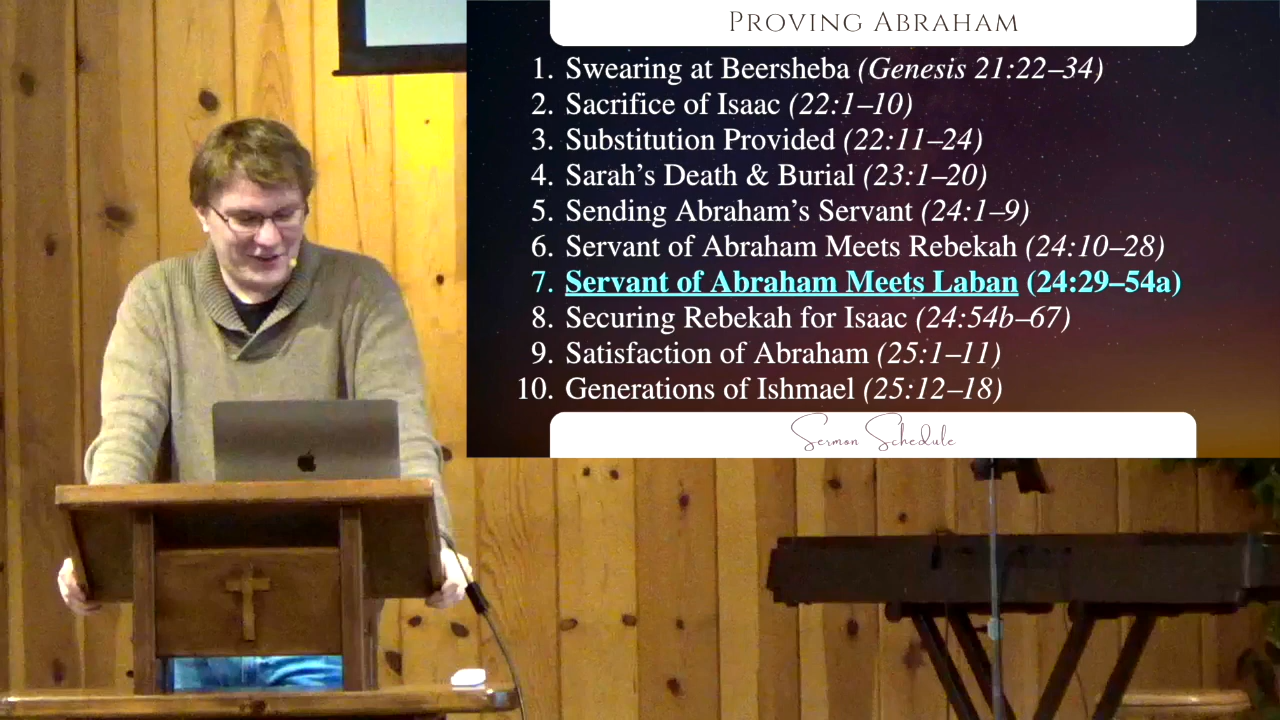 Proving Abraham
1. Swearing at Beersheba (Genesis 21:22–34)
2. Sacrifice of Isaac (22:1–10)
3. Substitution Provided (22:11–24)
4. Sarah’s Death & Burial (23:1–20)
5. Sending Abraham’s Servant (24:1–9)
6. Servant of Abraham Meets Rebekah (24:10–28)
7. Servant of Abraham Meets Laban (24:29–54a)
8. Securing Rebekah for Isaac (24:54b–67)
9. Satisfaction of Abraham (25:1–11)
10. Generations of Ishmael (25:12–18)
Sermon Schedule